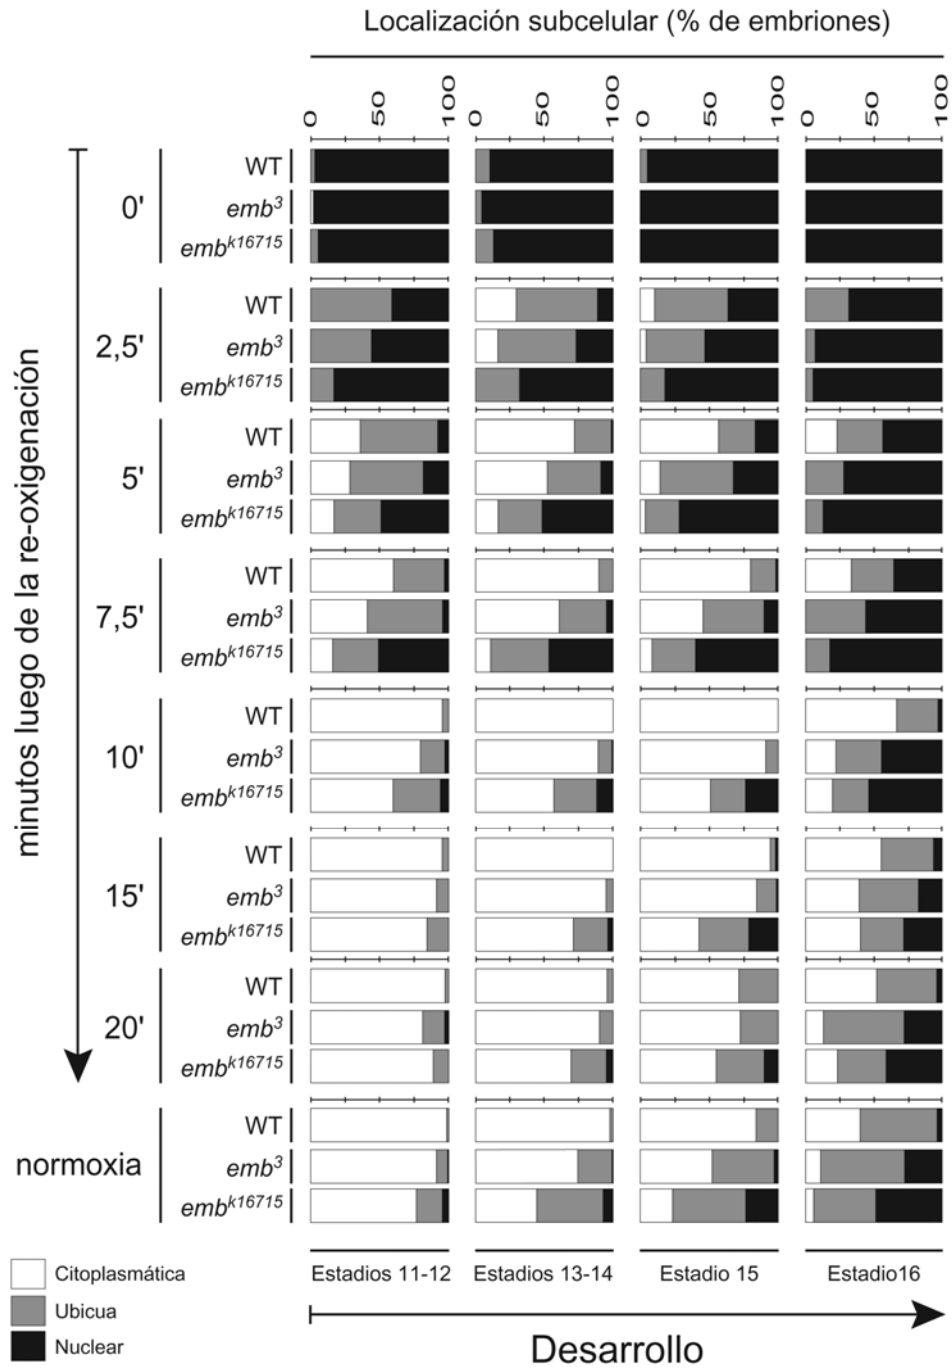 Localización subcelular (% de embriones)
0 50 100 0 50 100 0 50 100 0 50 100
minutos luego de la re-oxigenación
0'
WT
emb3
embk16715
2,5'
WT
emb3
embk16715
5'
WT
emb3
embk16715
7,5'
WT
emb3
embk16715
10'
WT
emb3
embk16715
15'
WT
emb3
embk16715
20'
WT
emb3
embk16715
normoxia
WT
emb3
embk16715
Estadios 11-12 Estadios 13-14 Estadio 15 Estadio16
Citoplasmática
Ubicua
Nuclear
Desarrollo